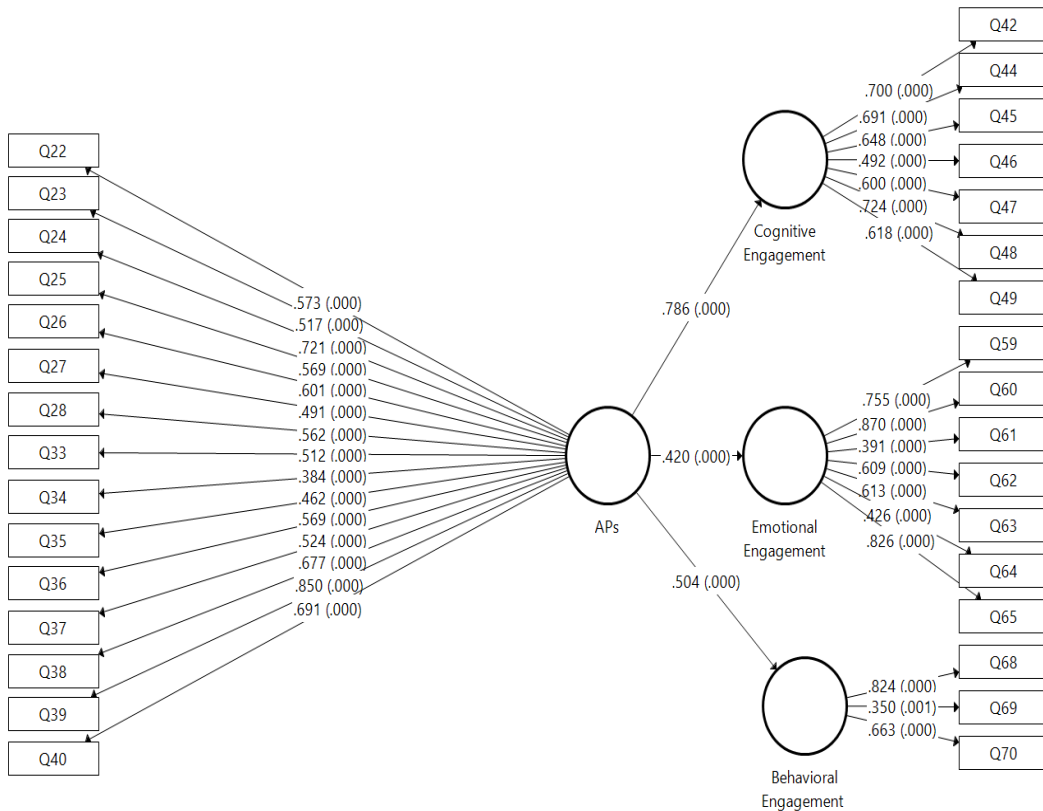 Q22
Q23
Q24
Q25
Q26
Q27
Q28
Q33
Q34
Q35
Q36
Q37
Q38
Q39
Q40
.573 (.000)
.517 (.000)
.721 (.000)
.569 (.000)
.601 (.000)
.491 (.000)
.562 (.000)
.512 (.000)
.384 (.000)
.462 (.000)
.569 (.000)
.524 (.000)
.677 (.000)
.850 (.000)
.691 (.000)
APs
.786 (.000)
.420 (.000)
.504 (.000)
Cognitive
Engagement
.700 (.000)
.691 (.000)
.648 (.000)
.492 (.000)
.600 (.000)
.724 (.000)
.618 (.000)
Q42
Q44
Q45
Q46
Q47
Q48
Q49
Emotional
Engagement
.755 (.000)
.870 (.000)
.391 (.000)
.609 (.000)
.613 (.000)
.426 (.000)
.826 (.000)
Q59
Q60
Q61
Q62
Q63
Q64
Q65
Behavioral
Engagement
.824 (.000)
.350 (.001)
.663 (.000)
Q68
Q69
Q70